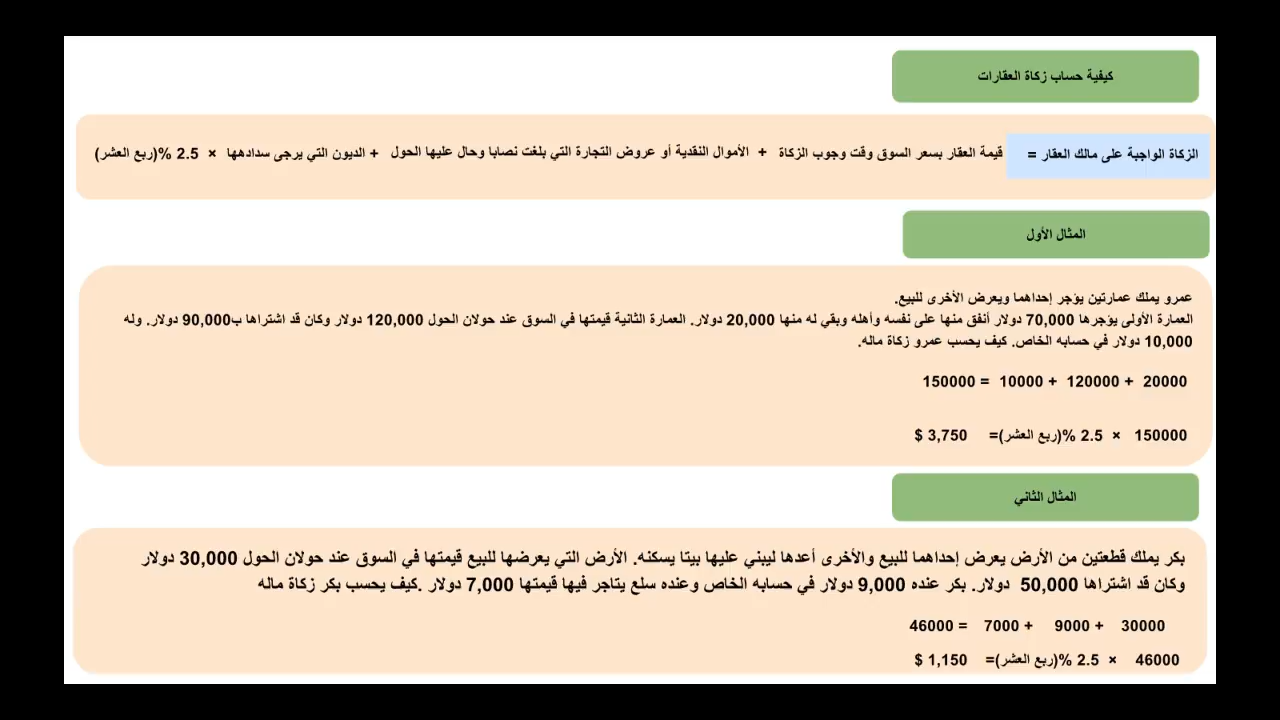 كيفية حساب زكاة العقارات
الزكاة الواجبة على مالك العقار = قيمة العقار بسعر السوق وقت وجوب الزكاة + الأموال النقدية أو عروض التجارة التي بلغت نصابا وحال عليها الحول + الديون التي يرجى سدادهها × 2.5 %(ربع العشر)
المثال الأول
عمرو يملك عمارتين يؤجر إحداهما ويعرض الأخرى للبيع.
العمارة الأولى يؤجرها 70,000 دولار أنفق منها على نفسه وأهله وبقي له منها 20,000 دولار. العمارة الثانية قيمتها في السوق عند حولان الحول 120,000 دولار وكان قد اشتراها ب90,000 دولار. وله
10,000 دولار في حسابه الخاص. كيف يحسب عمرو زكاة ماله.
20000 + 120000 + 10000 = 150000
150000 × 2.5 %(ربع العشر)= 3,750 $
المثال الثاني
بكر يملك قطعتين من الأرض يعرض إحداهما للبيع والأخرى أعدها ليبني عليها بيتا يسكنه. الأرض التي يعرضها للبيع قيمتها في السوق عند حولان الحول 30,000 دولار
وكان قد اشتراها 50,000 دولار. بكر عنده 9,000 دولار في حسابه الخاص وعنده سلع يتاجر فيها قيمتها 7,000 دولار .كيف يحسب بكر زكاة ماله
30000 + 9000 + 7000 = 46000
46000 × 2.5 %(ربع العشر)= 1,150 $